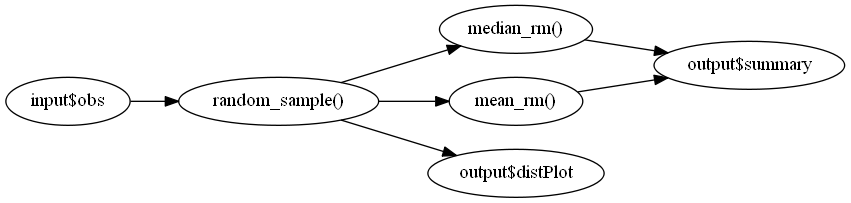 input$obs
random_sample()
median_rm()
mean_rm()
output$distPlot
output$summary